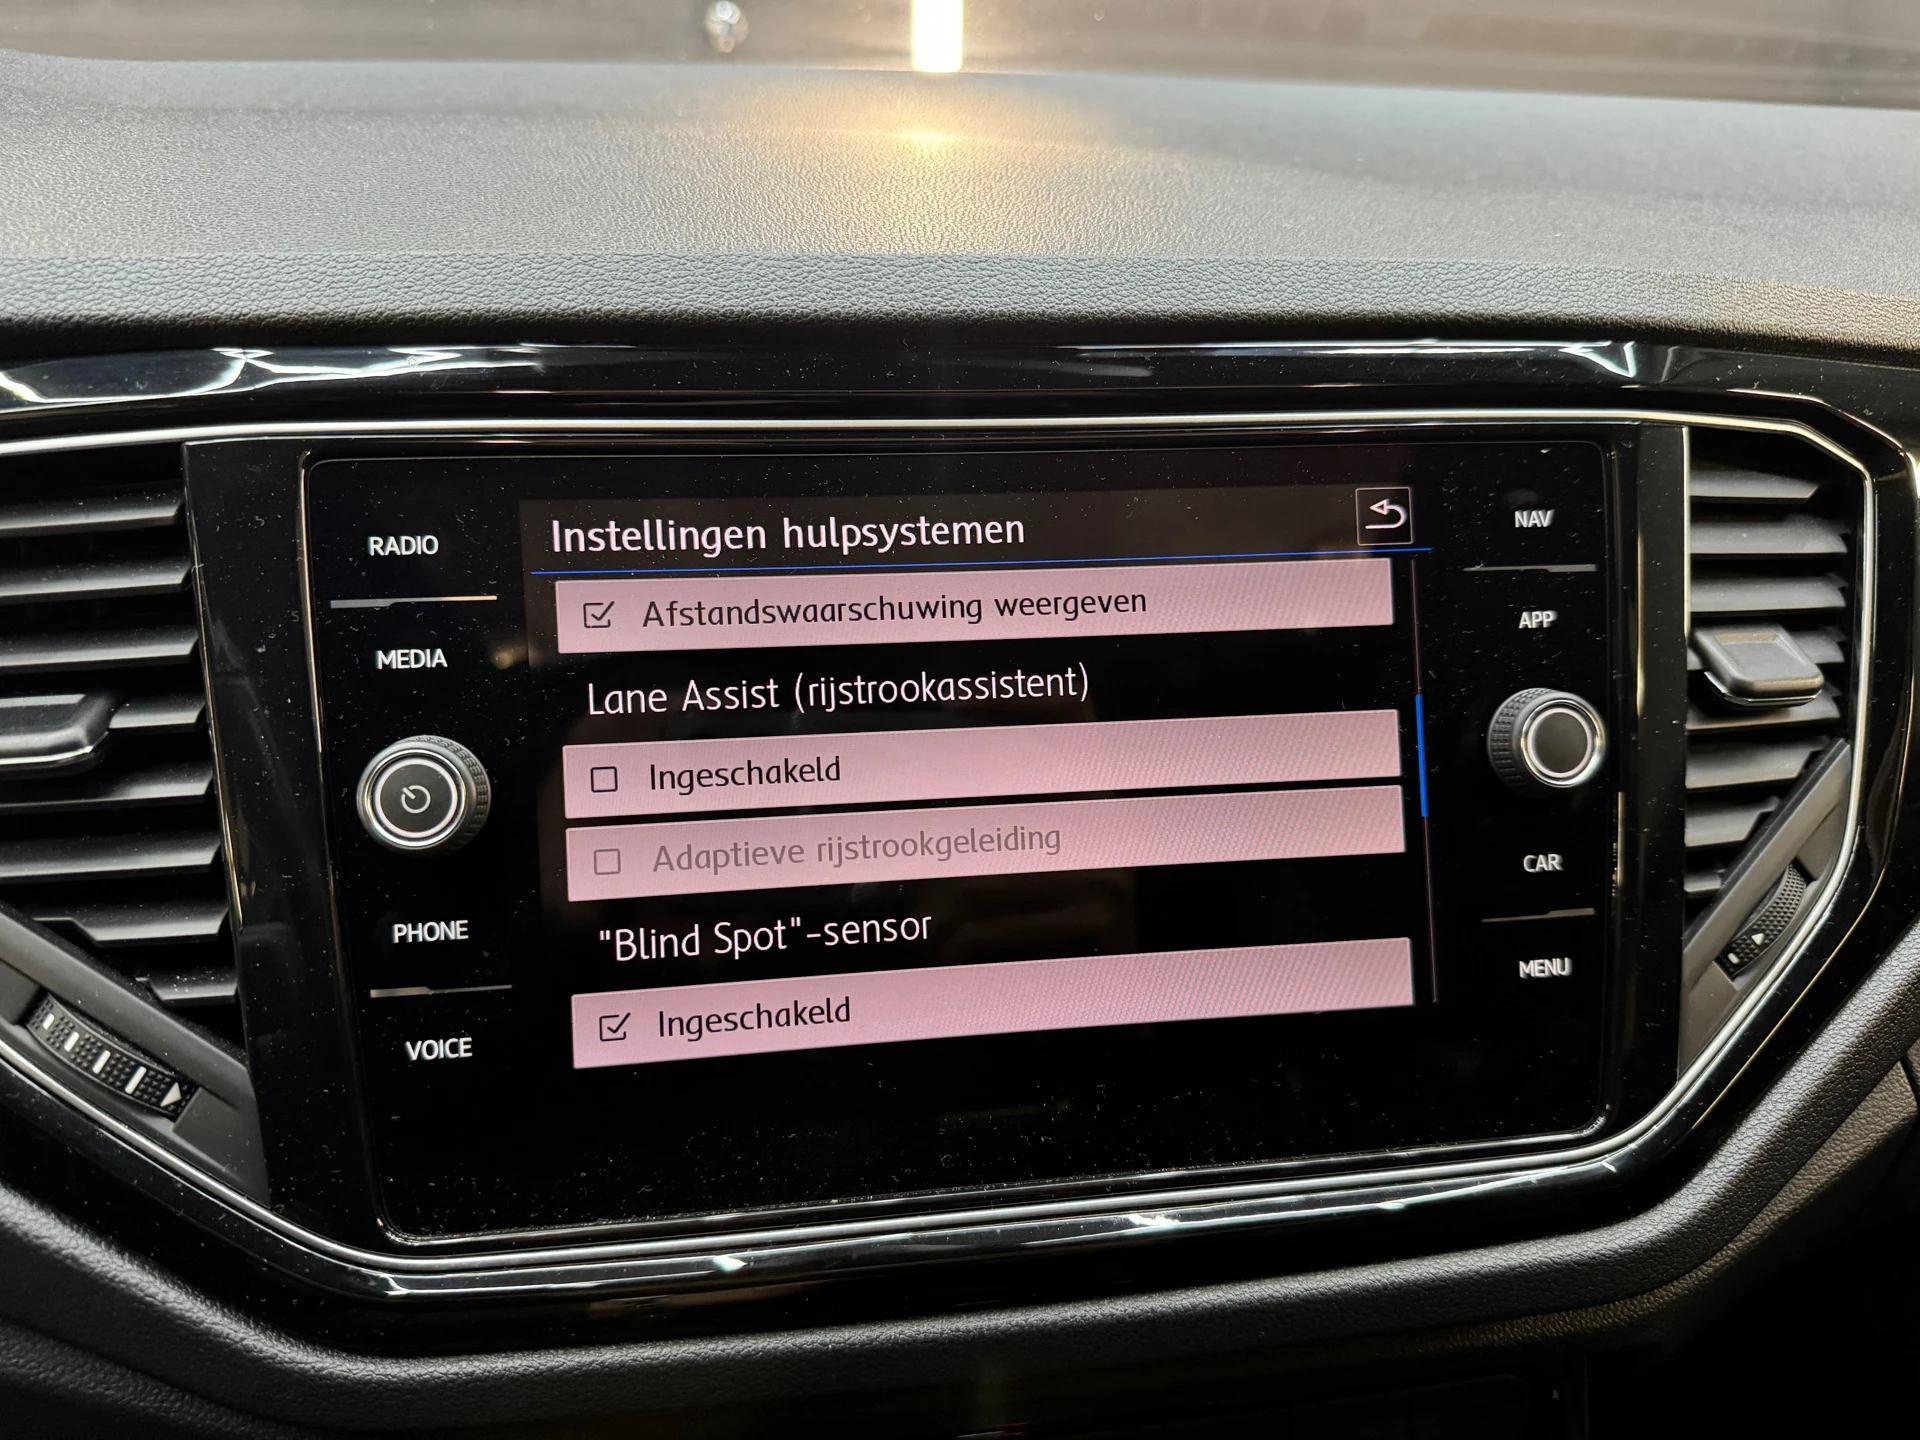 RADIO
MEDIA
PHONE
VOICE
Instellingen hulpsystemen
Afstandswaarschuwing weergeven
Lane Assist (rijstrookassistent)
Ingeschakeld
Adaptieve rijstrookgeleiding
"Blind Spot"-sensor
Ingeschakeld
NAV
APP
CAR
MENU